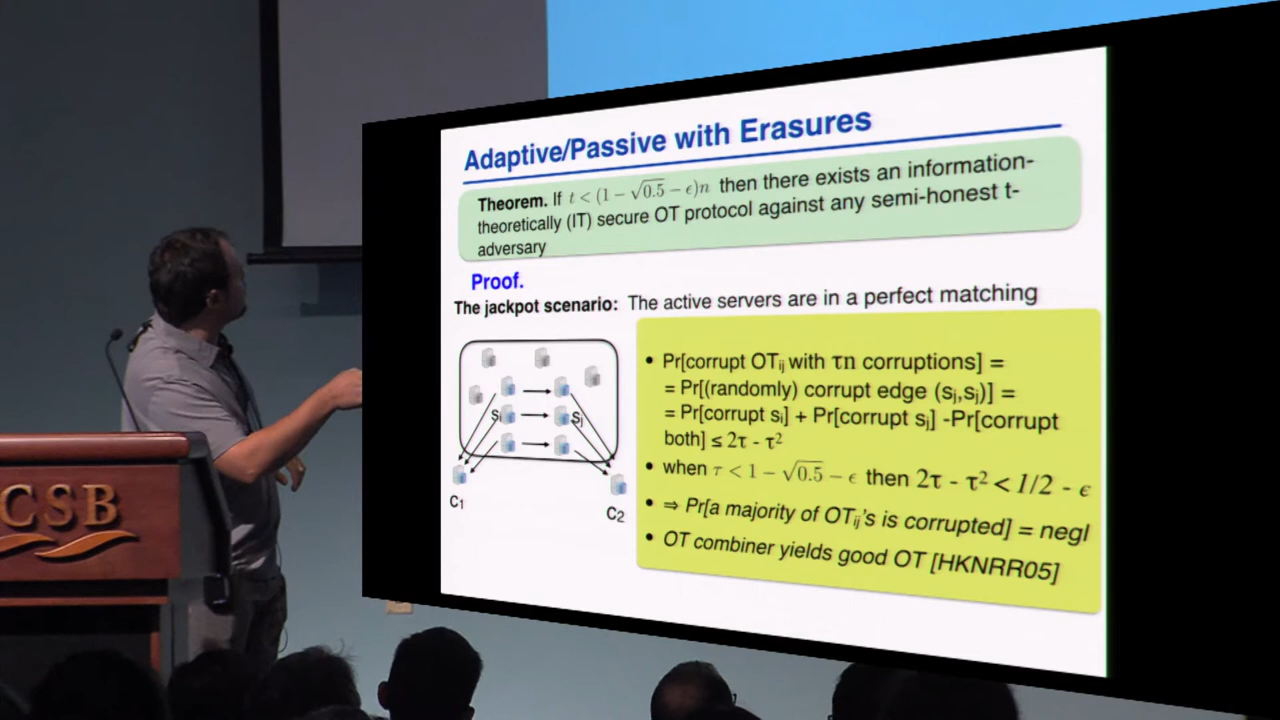 Adaptive/Passive with Erasures
Theorem. If t < (1 − √0.5 − ϵ)n then there exists an information-
theoretically (IT) secure OT protocol against any semi-honest t-
adversary
Proof.
The jackpot scenario: The active servers are in a perfect matching
• Pr[corrupt OTij with τn corruptions] =
= Pr[(randomly) corrupt edge (si,sj)] =
= Pr[corrupt si] + Pr[corrupt sj] -Pr[corrupt
both] ≤ 2τ - τ²
• when τ < 1 − √0.5 − ϵ then 2τ - τ² < 1/2 - ϵ
• ⇒ Pr[a majority of OTij's is corrupted] = negl
• OT combiner yields good OT [HKNRR05]
Si
Sj
C1
C2
CSB